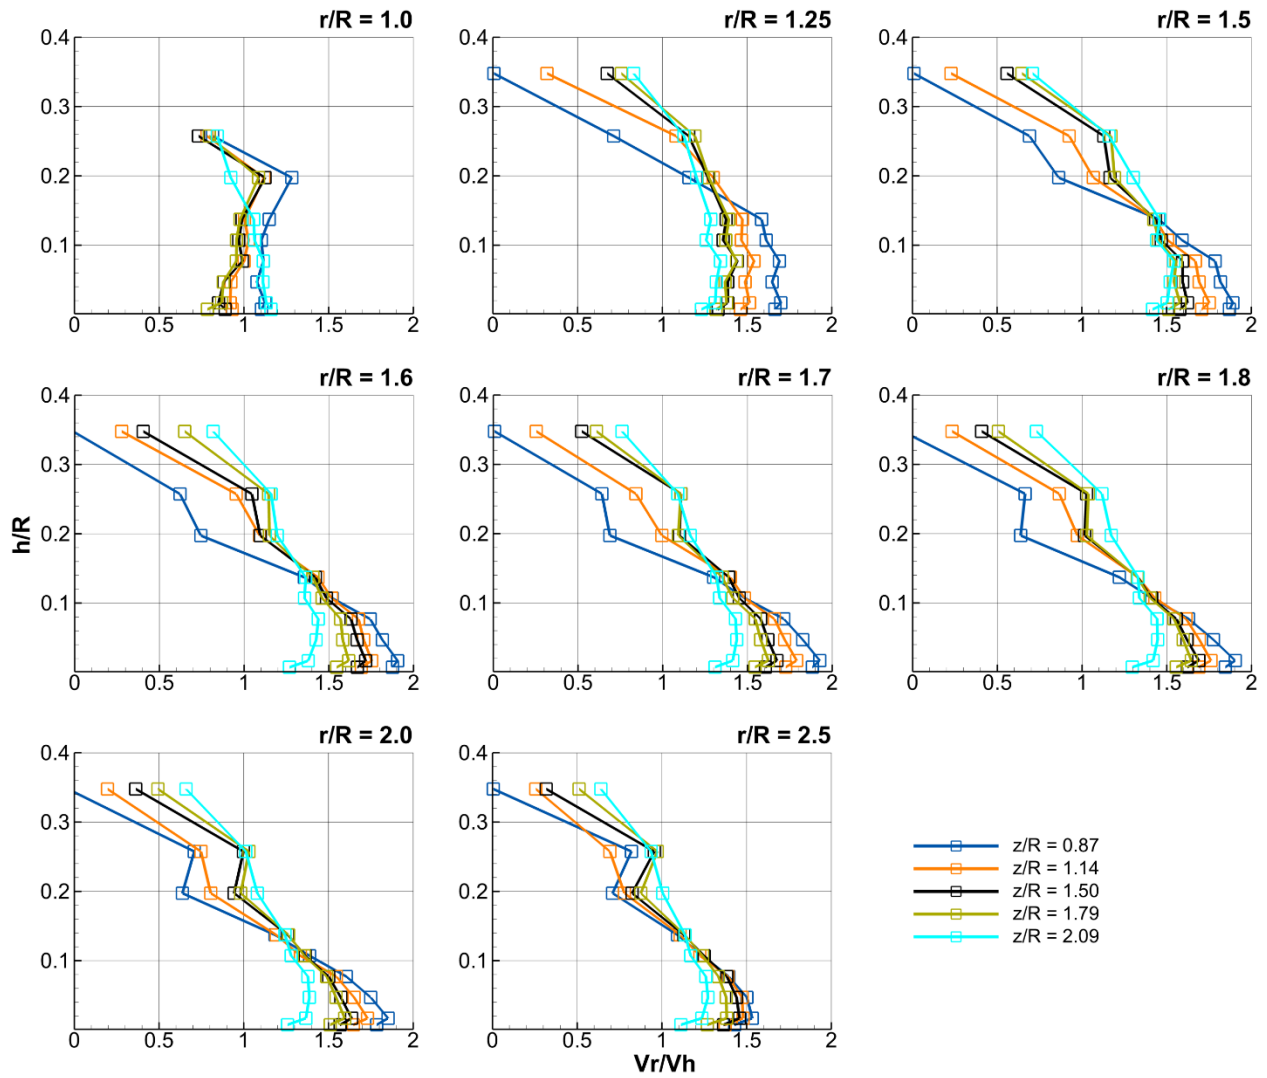 r/R = 1.0
r/R = 1.25
r/R = 1.5
0.4
0.3
0.2
0.1
0 0.5 1 1.5 2
0.4
0.3
0.2
0.1
0 0.5 1 1.5 2
0.4
0.3
0.2
0.1
0 0.5 1 1.5 2
r/R = 1.6
r/R = 1.7
r/R = 1.8
h/R
0.4
0.3
0.2
0.1
0 0.5 1 1.5 2
0.4
0.3
0.2
0.1
0 0.5 1 1.5 2
0.4
0.3
0.2
0.1
0 0.5 1 1.5 2
r/R = 2.0
r/R = 2.5
0.4
0.3
0.2
0.1
0 0.5 1 1.5 2
0.4
0.3
0.2
0.1
0 0.5 1 1.5 2
Vr/Vh
z/R = 0.87
z/R = 1.14
z/R = 1.50
z/R = 1.79
z/R = 2.09